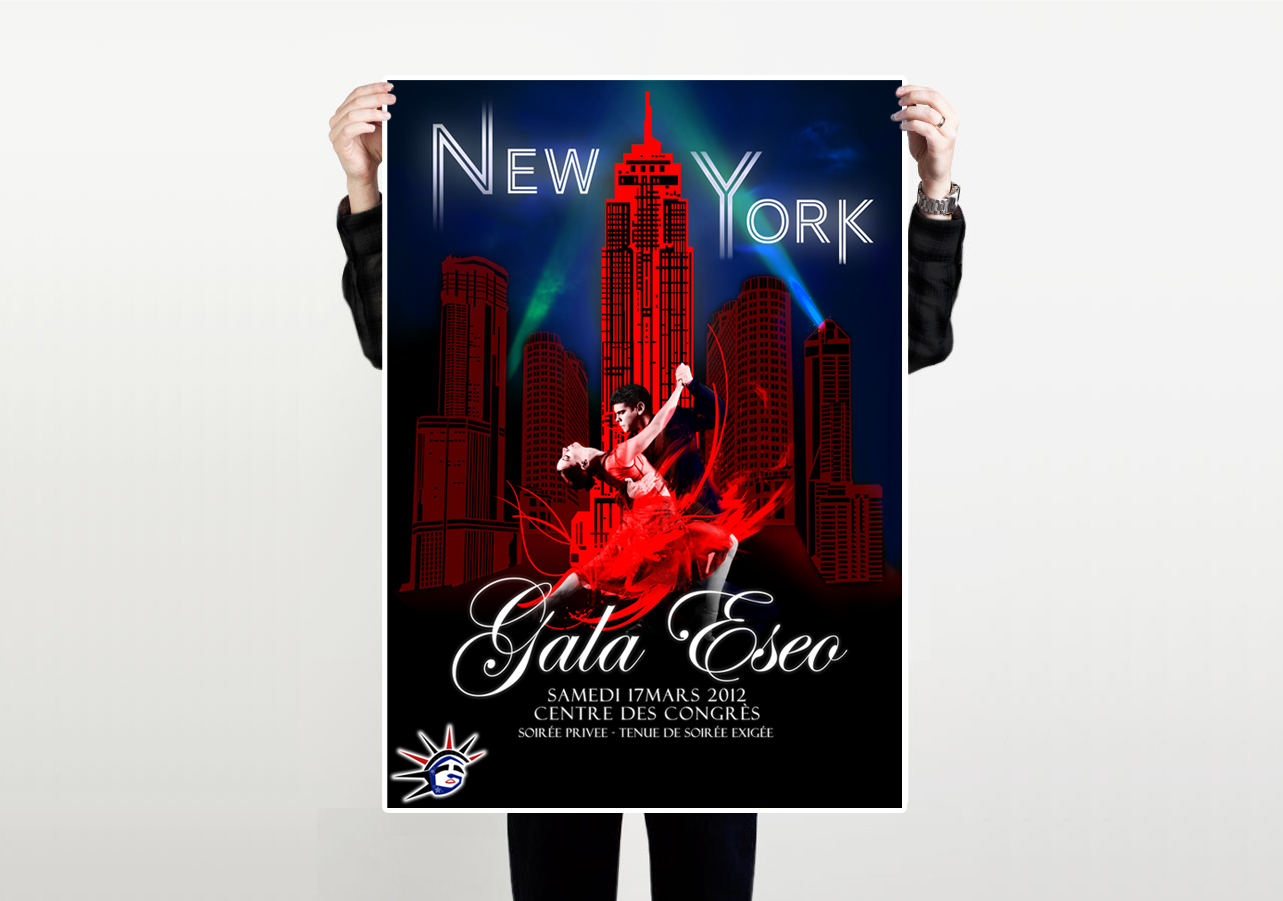 New York
Gala Eseo
SAMEDI 17MARS 2012
CENTRE DES CONGRÈS
SOIRÉE PRIVEE - TENUE DE SOIRÉE EXIGÉE